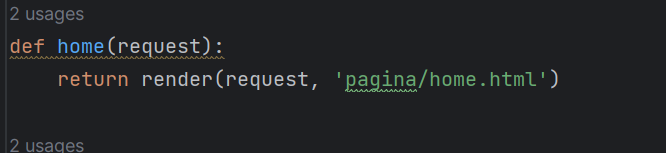 2 usages
def home(request):
    return render(request, 'pagina/home.html')
2 usages